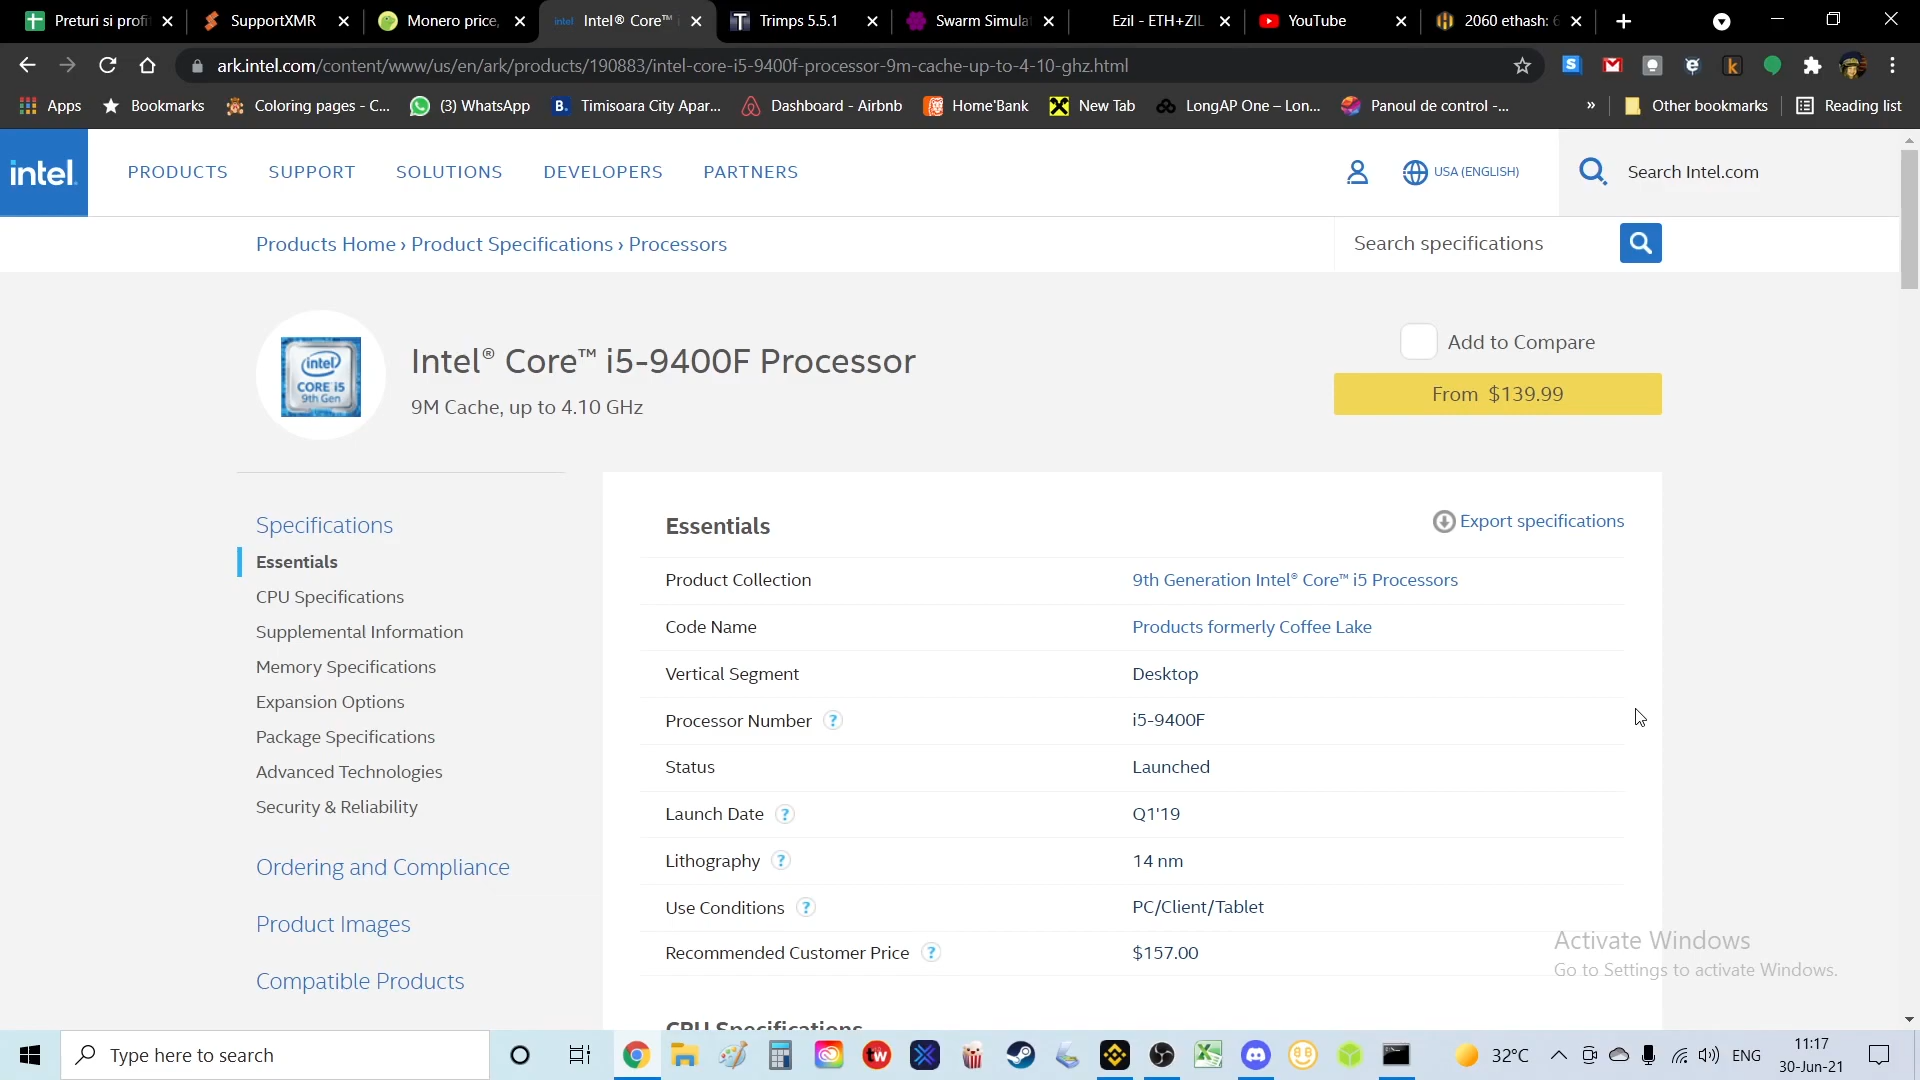 Preturi si profi
SupportXMR
Monero price,
intel
Intel® Core™ i
Trimps 5.5.1
Swarm Simula
Ezil - ETH+ZIL
YouTube
2060 ethash: 6
ark.intel.com/content/www/us/en/ark/products/190883/intel-core-i5-9400f-processor-9m-cache-up-to-4-10-ghz.html
Apps
Bookmarks
Coloring pages - C...
(3) WhatsApp
B.
Timisoara City Apar...
Dashboard - Airbnb
Home'Bank
New Tab
LongAP One – Lon...
Panoul de control -...
»
Other bookmarks
Reading list
intel.
PRODUCTS
SUPPORT
SOLUTIONS
DEVELOPERS
PARTNERS
USA (ENGLISH)
Search Intel.com
Products Home › Product Specifications › Processors
Search specifications
intel
CORE i5
9th Gen
Intel® Core™ i5-9400F Processor
9M Cache, up to 4.10 GHz
Add to Compare
From $139.99
Specifications
Essentials
CPU Specifications
Supplemental Information
Memory Specifications
Expansion Options
Package Specifications
Advanced Technologies
Security & Reliability
Ordering and Compliance
Product Images
Compatible Products
Essentials
Export specifications
Product Collection
9th Generation Intel® Core™ i5 Processors
Code Name
Products formerly Coffee Lake
Vertical Segment
Desktop
Processor Number ?
i5-9400F
Status
Launched
Launch Date ?
Q1'19
Lithography ?
14 nm
Use Conditions ?
PC/Client/Tablet
Recommended Customer Price ?
$157.00
CPU Specifications
Activate Windows
Go to Settings to activate Windows.
Type here to search
tw
32°C
ENG
11:17
30-Jun-21